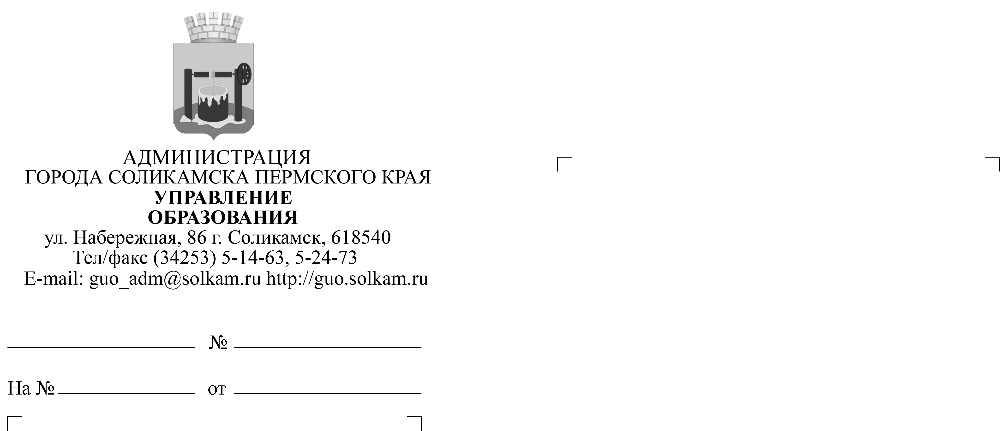 АДМИНИСТРАЦИЯ
ГОРОДА СОЛИКАМСКА ПЕРМСКОГО КРАЯ
УПРАВЛЕНИЕ
ОБРАЗОВАНИЯ
ул. Набережная, 86 г. Соликамск, 618540
Тел/факс (34253) 5-14-63, 5-24-73
E-mail: guo_adm@solkam.ru http://guo.solkam.ru
№
На № от